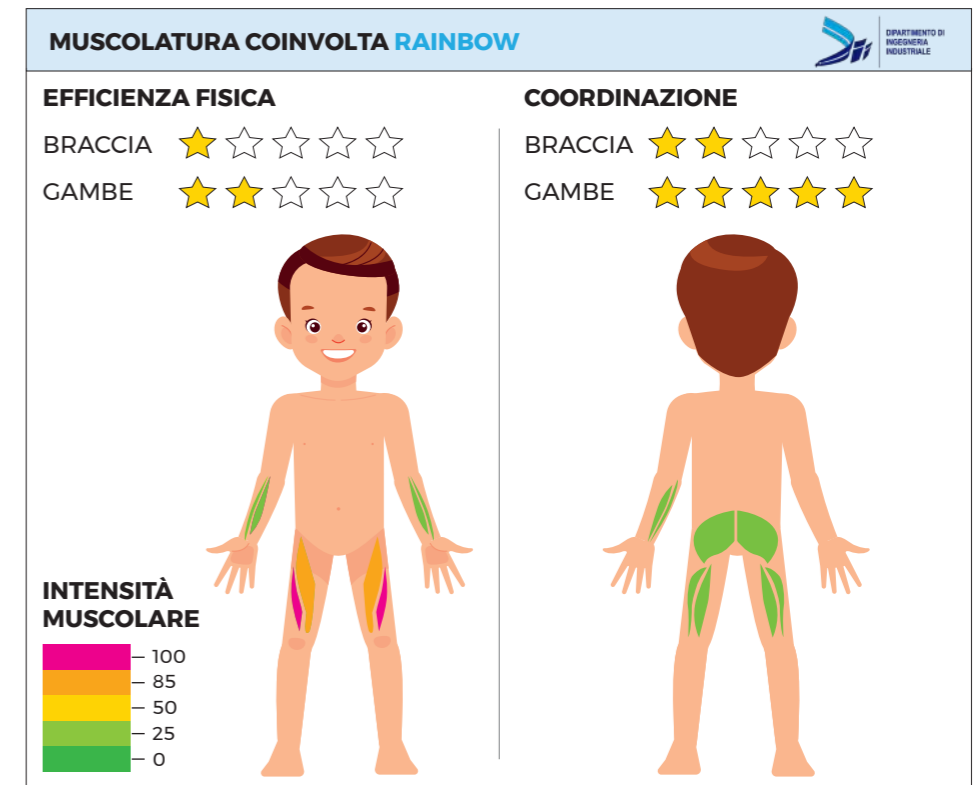 MUSCOLATURA COINVOLTA RAINBOW
DIPARTIMENTO DI
INGEGNERIA
INDUSTRIALE
EFFICIENZA FISICA
BRACCIA
GAMBE
COORDINAZIONE
BRACCIA
GAMBE
INTENSITÀ
MUSCOLARE
100
85
50
25
0